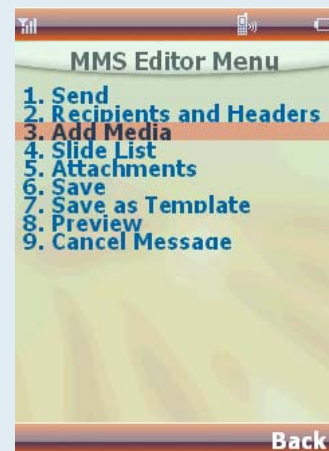 MMS Editor Menu
1. Send
2. Recipients and Headers
3. Add Media
4. Slide List
5. Attachments
6. Save
7. Save as Template
8. Preview
9. Cancel Message
Back